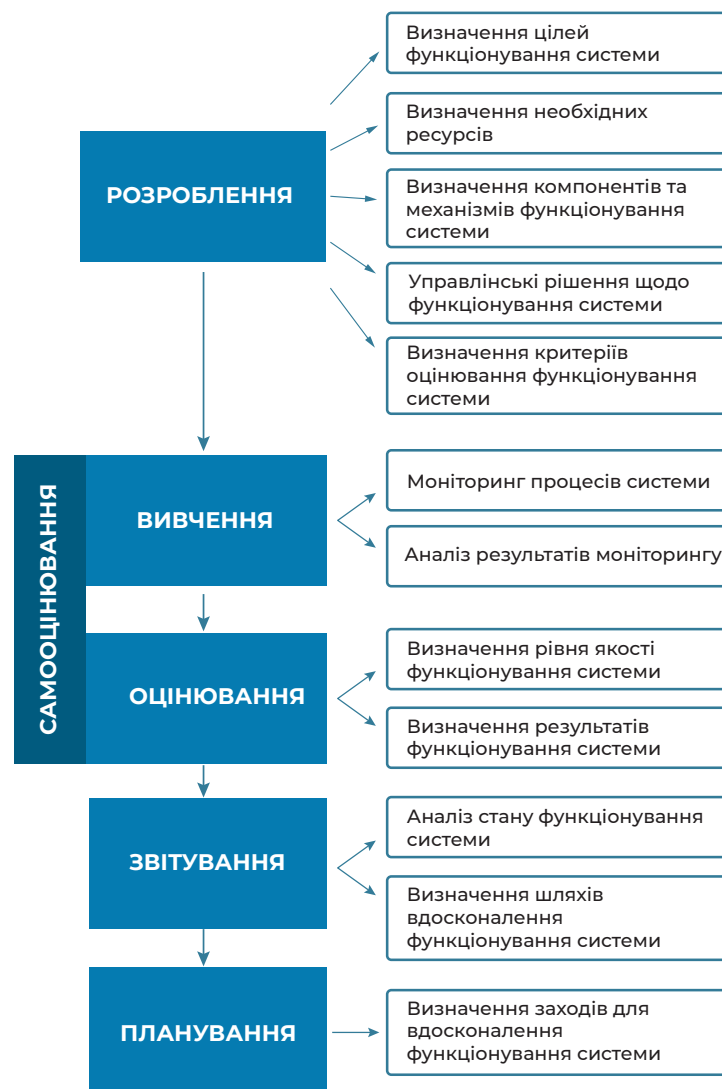 РОЗРОБЛЕННЯ
Визначення цілей
функціонування системи
Визначення необхідних
ресурсів
Визначення компонентів та
механізмів функціонування
системи
Управлінські рішення щодо
функціонування системи
Визначення критеріїв
оцінювання функціонування
системи
САМООЦІНЮВАННЯ
ВИВЧЕННЯ
Моніторинг процесів системи
Аналіз результатів моніторингу
ОЦІНЮВАННЯ
Визначення рівня якості
функціонування системи
Визначення результатів
функціонування системи
ЗВІТУВАННЯ
Аналіз стану функціонування
системи
Визначення шляхів
вдосконалення
функціонування системи
ПЛАНУВАННЯ
Визначення заходів для
вдосконалення
функціонування системи